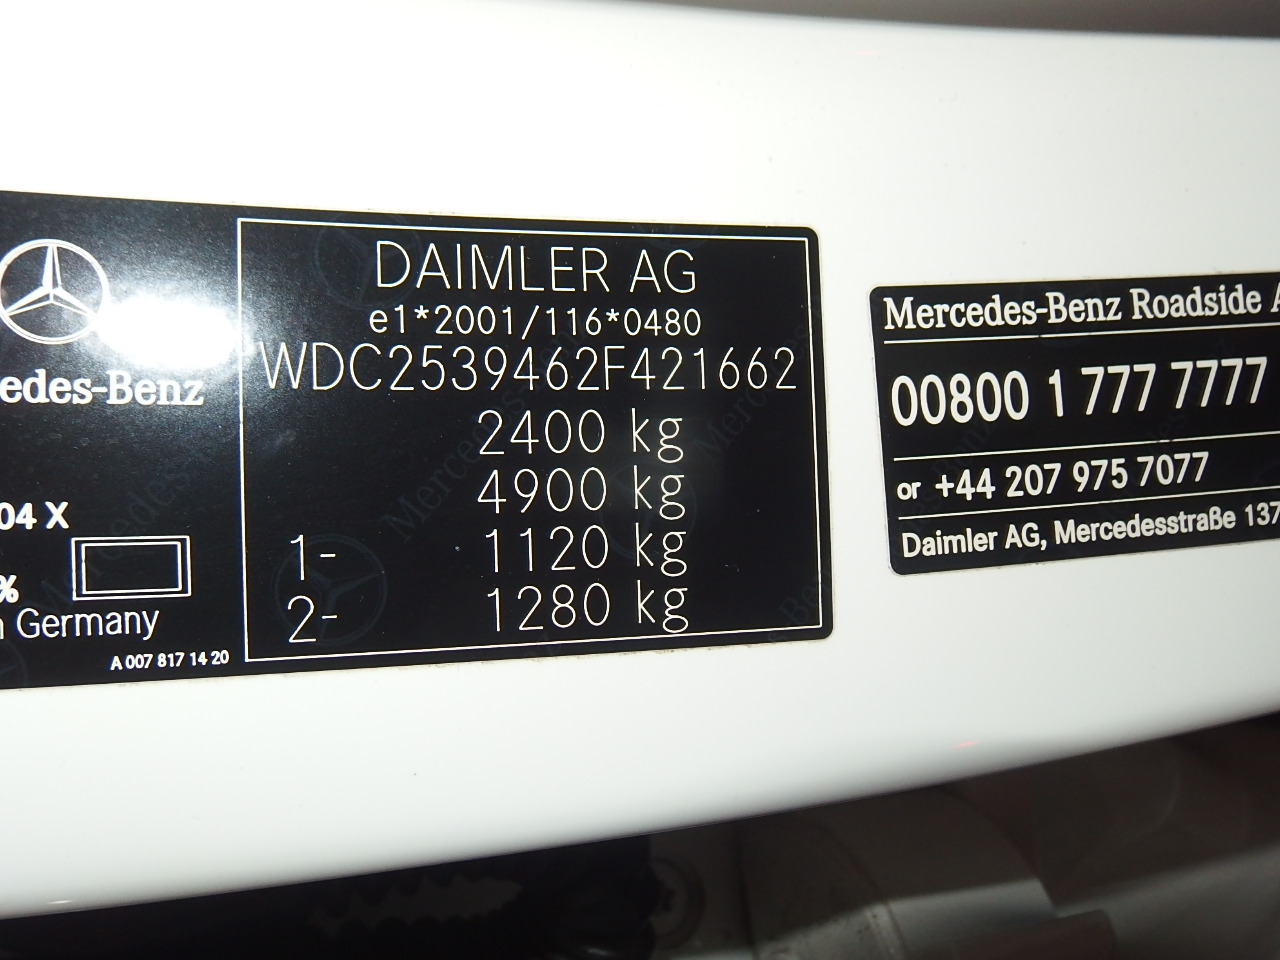 DAIMLER AG
e1*2001/116*0480
WDC2539462F421662
2400 kg
4900 kg
1- 1120 kg
2- 1280 kg
edes-Benz
04 X
%
Germany
A 007 817 14 20
Mercedes-Benz Roadside A
00800 1 777 7777
or +44 207 975 7077
Daimler AG, Mercedesstraße 137